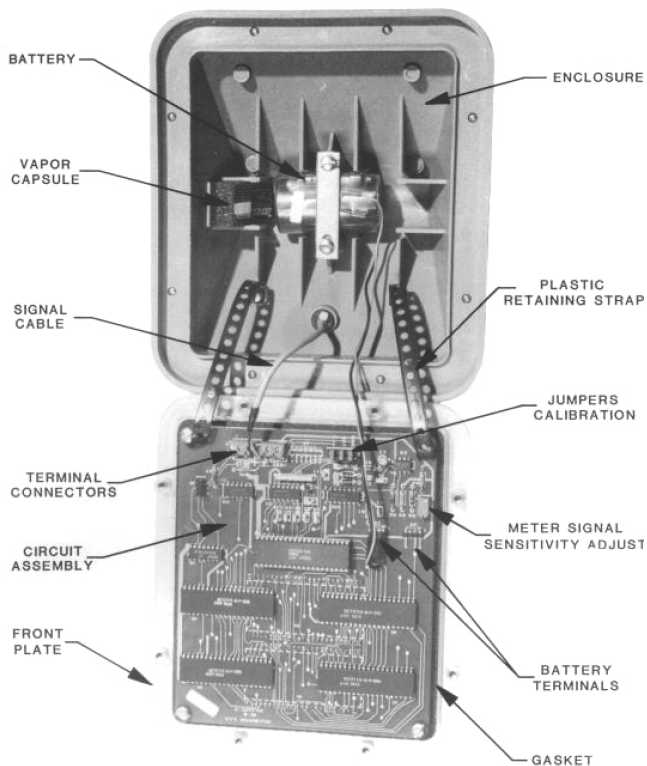 BATTERY
ENCLOSURE
VAPOR
CAPSULE
PLASTIC
RETAINING STRAP
SIGNAL
CABLE
JUMPERS
CALIBRATION
TERMINAL
CONNECTORS
METER SIGNAL
SENSITIVITY ADJUST
CIRCUIT
ASSEMBLY
FRONT
PLATE
BATTERY
TERMINALS
GASKET